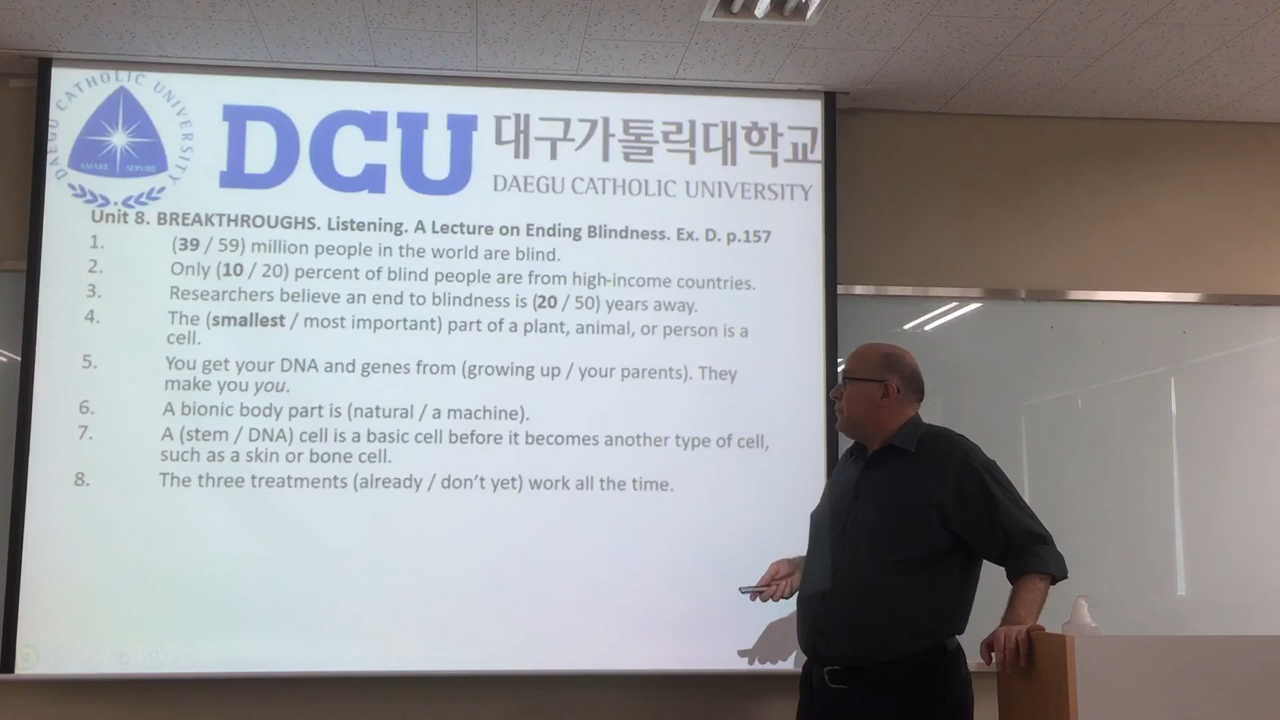 DAEGU CATHOLIC UNIVERSITY
AMARE SERVIRE
DCU 대구가톨릭대학교
DAEGU CATHOLIC UNIVERSITY
Unit 8. BREAKTHROUGHS. Listening. A Lecture on Ending Blindness. Ex. D. p.157
1. (39 / 59) million people in the world are blind.
2. Only (10 / 20) percent of blind people are from high-income countries.
3. Researchers believe an end to blindness is (20 / 50) years away.
4. The (smallest / most important) part of a plant, animal, or person is a
cell.
5. You get your DNA and genes from (growing up / your parents). They
make you you.
6. A bionic body part is (natural / a machine).
7. A (stem / DNA) cell is a basic cell before it becomes another type of cell,
such as a skin or bone cell.
8. The three treatments (already / don't yet) work all the time.